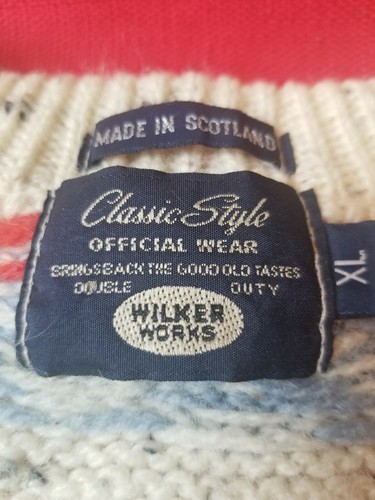 MADE IN SCOTLAND
Classic Style
OFFICIAL WEAR
BRINGS BACK THE GOOD OLD TASTES
DOUBLE DUTY
WILKER
WORKS
XL